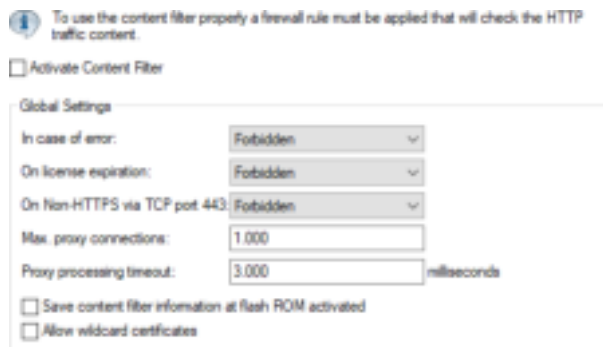 To use the content filter properly a firewall rule must be applied that will check the HTTP
traffic content.
Activate Content Filter
Global Settings
In case of error: Forbidden
On license expiration: Forbidden
On Non-HTTPS via TCP port 443: Forbidden
Max. proxy connections: 1.000
Proxy processing timeout: 3.000 milliseconds
Save content filter information at flash ROM activated
Allow wildcard certificates